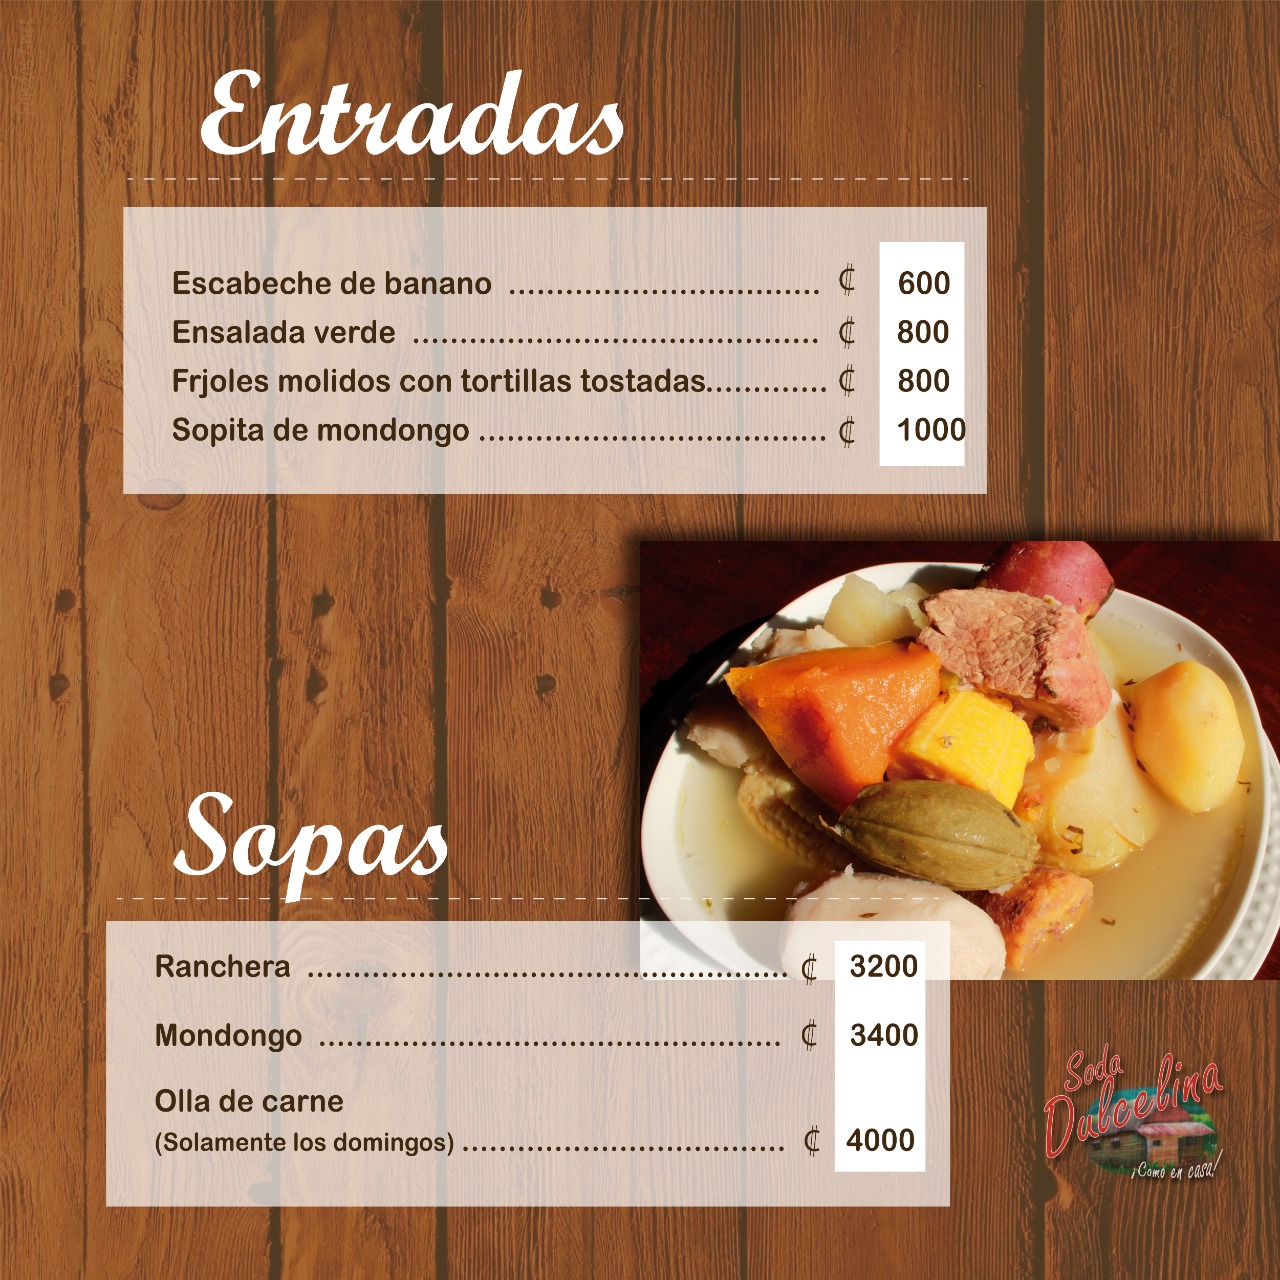 Entradas
Escabeche de banano ................................. ₡ 600
Ensalada verde ........................................... ₡ 800
Frjoles molidos con tortillas tostadas............. ₡ 800
Sopita de mondongo ..................................... ₡ 1000
Sopas
Ranchera ................................................... ₡ 3200
Mondongo ................................................. ₡ 3400
Olla de carne
(Solamente los domingos) .................................. ₡ 4000
Soda
Dulcelina
¡Como en casa!